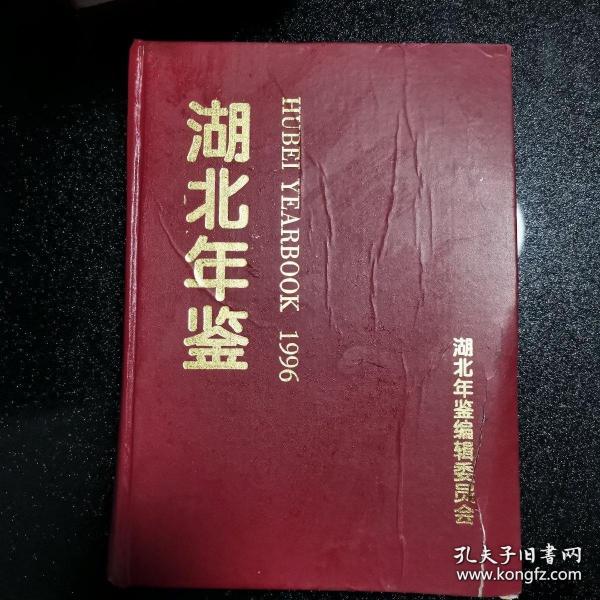 湖北年鉴
HUBEI YEARBOOK 1996
湖北年鉴编辑委员会
孔夫子旧书网
www.kongfz.com